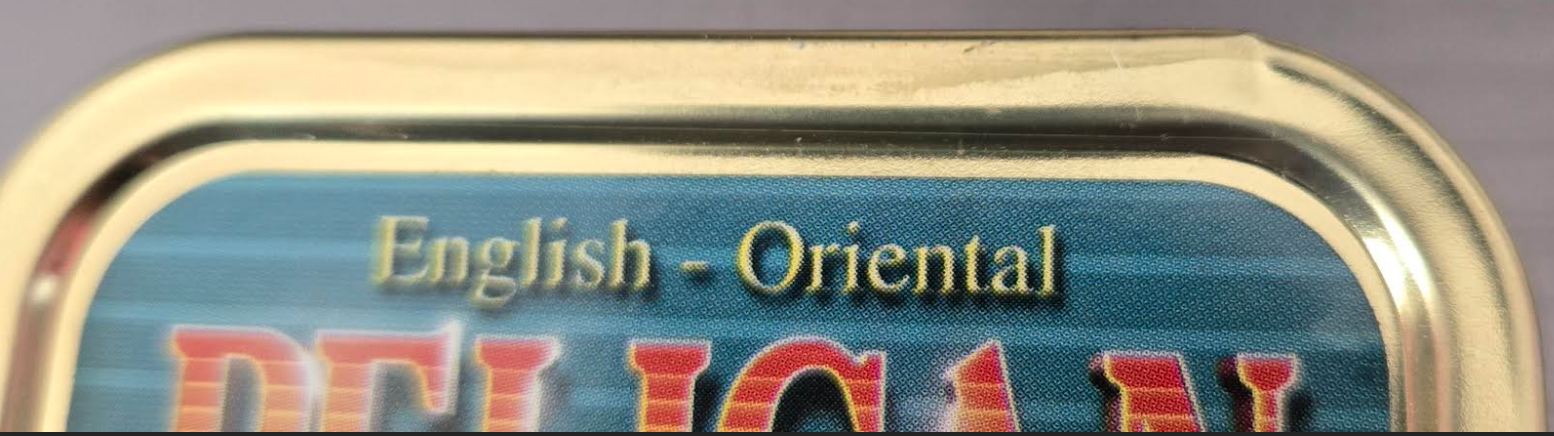 English - Oriental
PELICAN